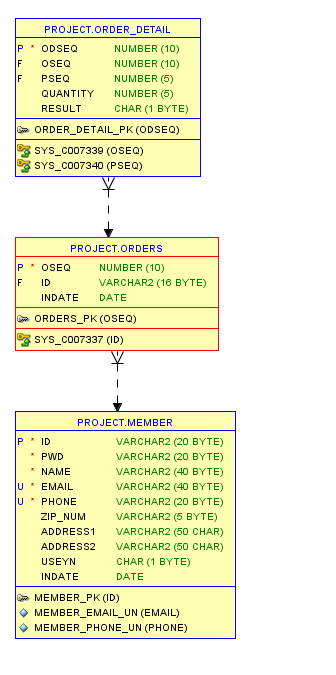 PROJECT.ORDER_DETAIL
P * ODSEQ NUMBER (10)
F OSEQ NUMBER (10)
F PSEQ NUMBER (5)
QUANTITY NUMBER (5)
RESULT CHAR (1 BYTE)
ORDER_DETAIL_PK (ODSEQ)
SYS_C007339 (OSEQ)
SYS_C007340 (PSEQ)
PROJECT.ORDERS
P * OSEQ NUMBER (10)
F ID VARCHAR2 (16 BYTE)
INDATE DATE
ORDERS_PK (OSEQ)
SYS_C007337 (ID)
PROJECT.MEMBER
P * ID VARCHAR2 (20 BYTE)
* PWD VARCHAR2 (20 BYTE)
* NAME VARCHAR2 (40 BYTE)
U * EMAIL VARCHAR2 (40 BYTE)
U * PHONE VARCHAR2 (20 BYTE)
ZIP_NUM VARCHAR2 (5 BYTE)
ADDRESS1 VARCHAR2 (50 CHAR)
ADDRESS2 VARCHAR2 (50 CHAR)
USEYN CHAR (1 BYTE)
INDATE DATE
MEMBER_PK (ID)
MEMBER_EMAIL_UN (EMAIL)
MEMBER_PHONE_UN (PHONE)